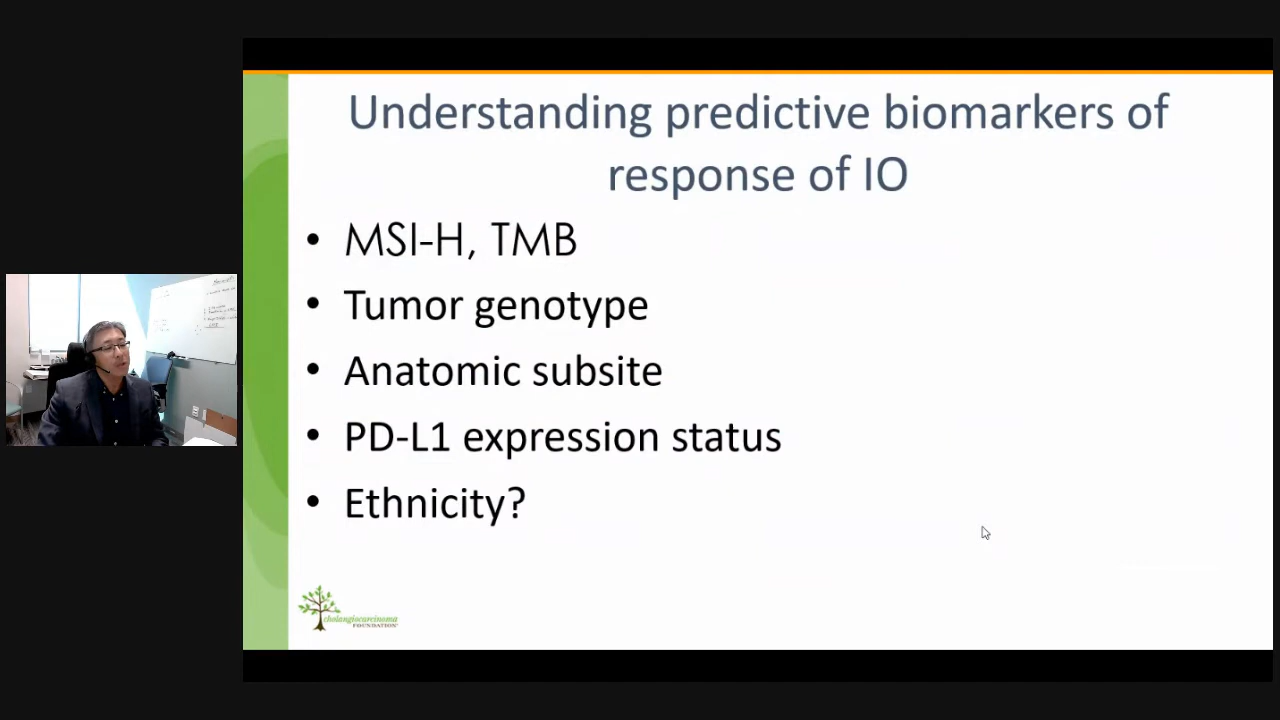 Understanding predictive biomarkers of
response of IO
• MSI-H, TMB
• Tumor genotype
• Anatomic subsite
• PD-L1 expression status
• Ethnicity?
cholangiocarcinoma
FOUNDATION